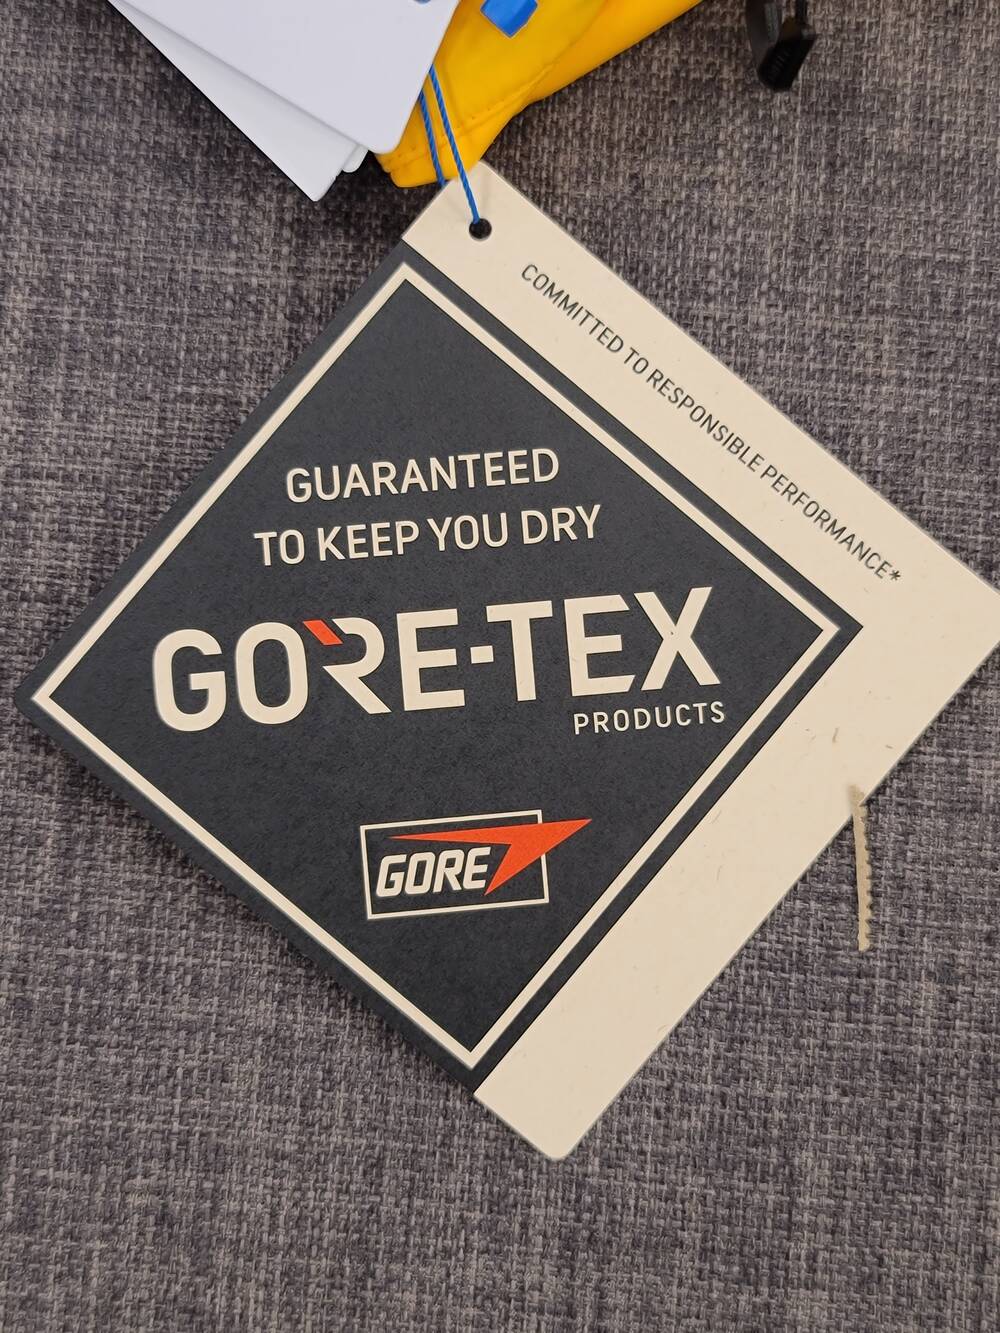 COMMITTED TO RESPONSIBLE PERFORMANCE*
GUARANTEED
TO KEEP YOU DRY
GORE-TEX
PRODUCTS
GORE